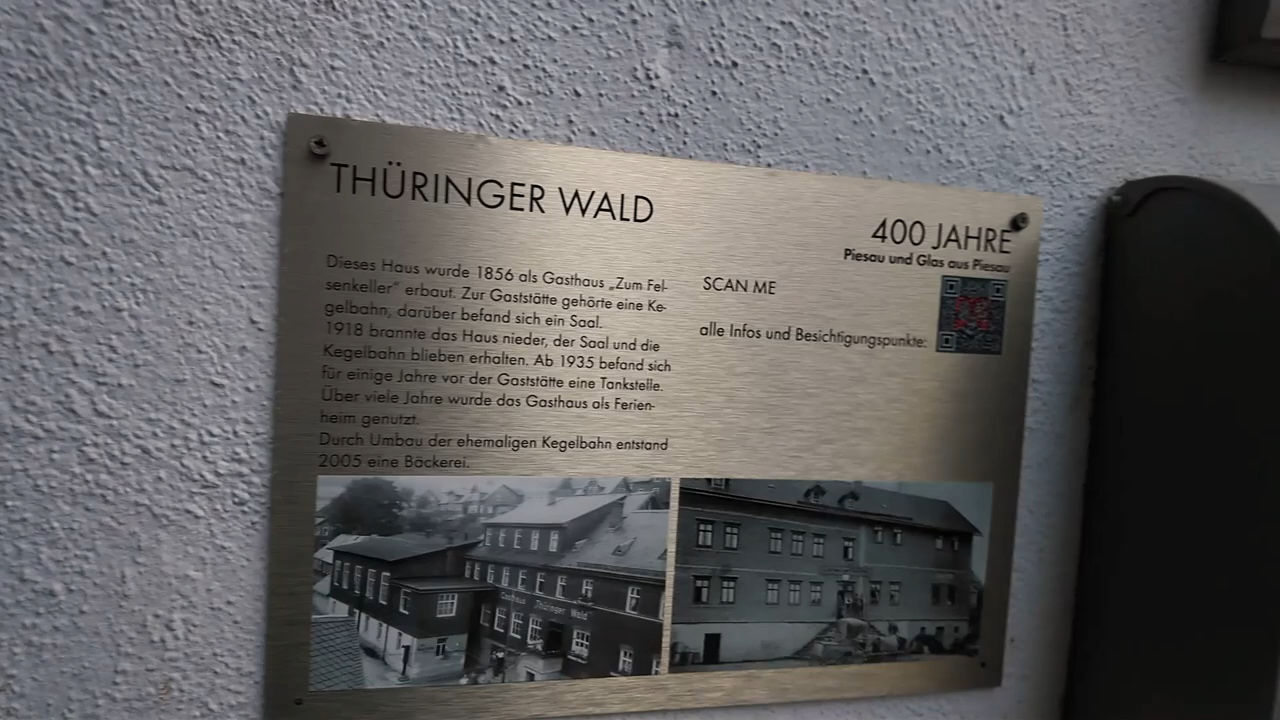 THÜRINGER WALD
400 JAHRE
Piesau und Glas aus Piesau
Dieses Haus wurde 1856 als Gasthaus „Zum Fel-
senkeller“ erbaut. Zur Gaststätte gehörte eine Ke-
gelbahn, darüber befand sich ein Saal.
1918 brannte das Haus nieder, der Saal und die
Kegelbahn blieben erhalten. Ab 1935 befand sich
für einige Jahre vor der Gaststätte eine Tankstelle.
Über viele Jahre wurde das Gasthaus als Ferien-
heim genutzt.
Durch Umbau der ehemaligen Kegelbahn entstand
2005 eine Bäckerei.
SCAN ME
alle Infos und Besichtigungspunkte:
Gasthaus „Thüringer Wald“